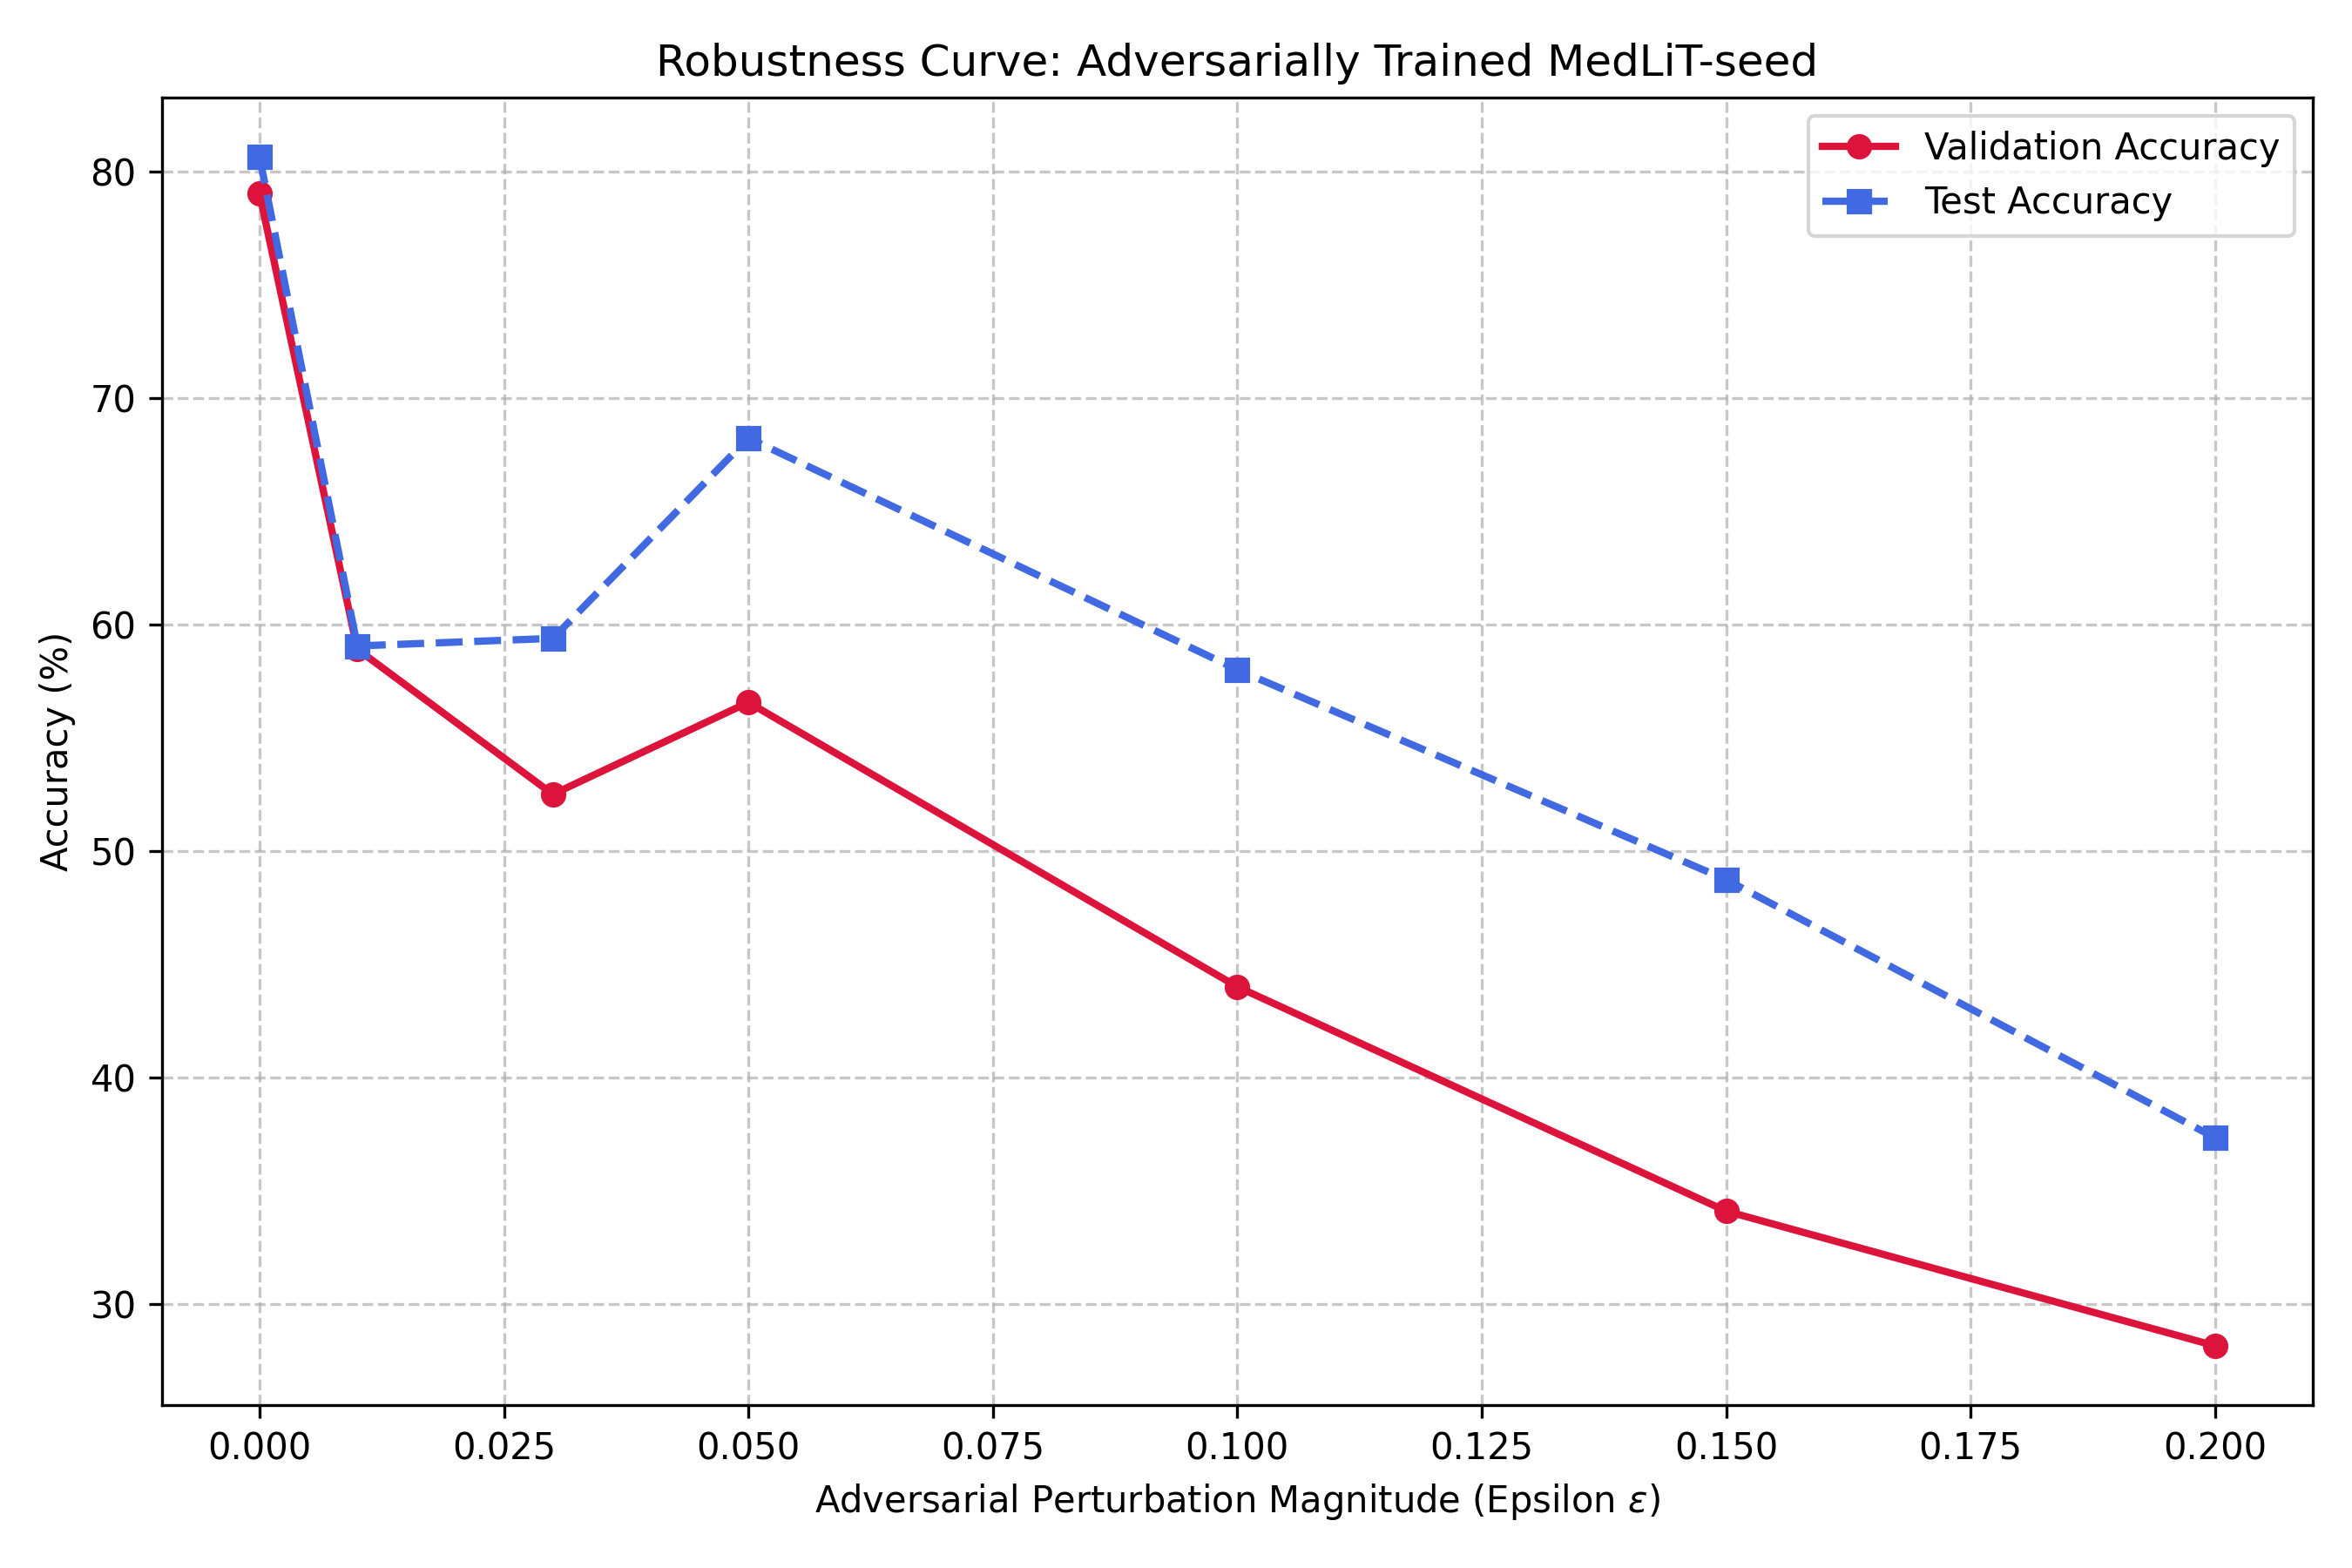 Robustness Curve: Adversarially Trained MedLiT-seed
Validation Accuracy
Test Accuracy
Accuracy (%)
80
70
60
50
40
30
0.000 0.025 0.050 0.075 0.100 0.125 0.150 0.175 0.200
Adversarial Perturbation Magnitude (Epsilon ε)